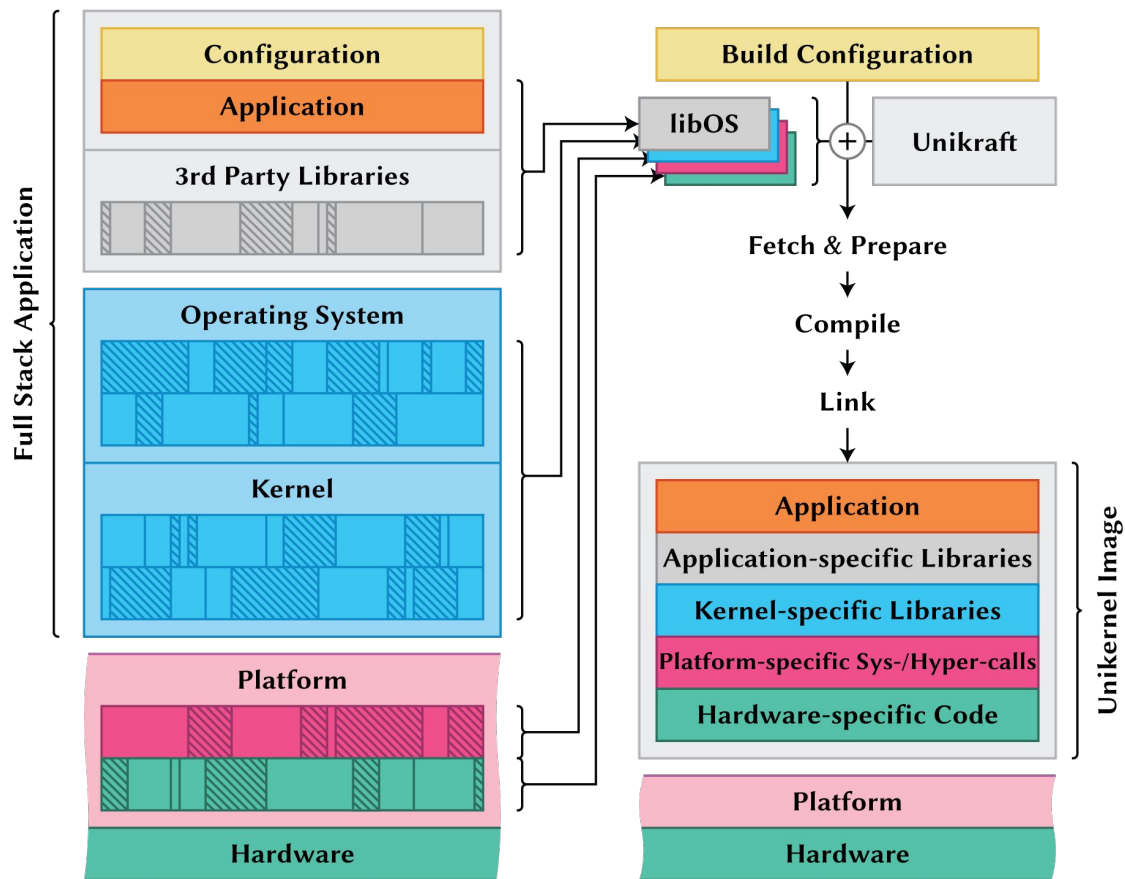 Full Stack Application
Configuration
Application
3rd Party Libraries
Operating System
Kernel
Platform
Hardware
Build Configuration
libOS
+
Unikraft
Fetch & Prepare
Compile
Link
Application
Application-specific Libraries
Kernel-specific Libraries
Platform-specific Sys-/Hyper-calls
Hardware-specific Code
Unikernel Image
Platform
Hardware